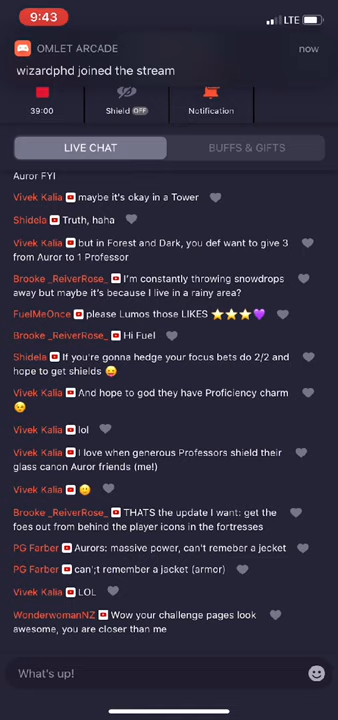 9:43
LTE
OMLET ARCADE now
wizardphd joined the stream
39:00 Shield OFF Notification
LIVE CHAT BUFFS & GIFTS
Auror FYI
Vivek Kalia maybe it's okay in a Tower
Shidela Truth, haha
Vivek Kalia but in Forest and Dark, you def want to give 3
from Auror to 1 Professor
Brooke _ReiverRose_ I'm constantly throwing snowdrops
away but maybe it's because I live in a rainy area?
FuelMeOnce please Lumos those LIKES ⭐⭐⭐💜
Brooke _ReiverRose_ Hi Fuel
Shidela If you're gonna hedge your focus bets do 2/2 and
hope to get shields 😜
Vivek Kalia And hope to god they have Proficiency charm
😉
Vivek Kalia lol
Vivek Kalia I love when generous Professors shield their
glass canon Auror friends (me!)
Vivek Kalia 🙂
Brooke _ReiverRose_ THATS the update I want: get the
foes out from behind the player icons in the fortresses
PG Farber Aurors: massive power, can't remeber a jecket
PG Farber can;t remember a jacket (armor)
Vivek Kalia LOL
WonderwomanNZ Wow your challenge pages look
awesome, you are closer than me
What's up!